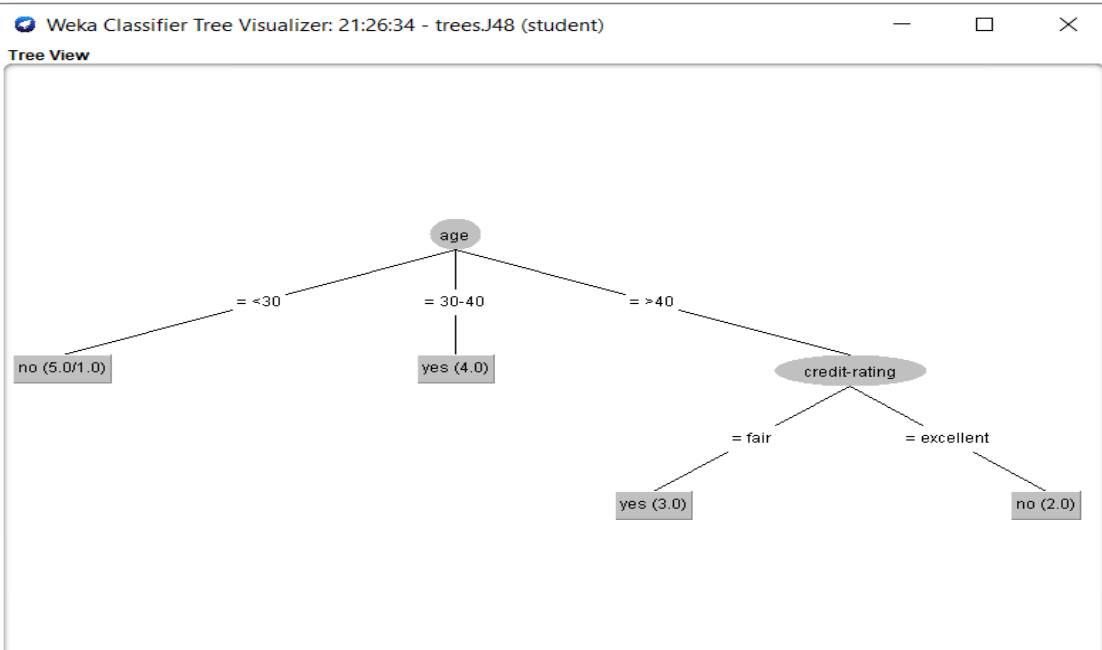 Weka Classifier Tree Visualizer: 21:26:34 - trees.J48 (student)
Tree View
age
= <30
= 30-40
= >40
no (5.0/1.0)
yes (4.0)
credit-rating
= fair
= excellent
yes (3.0)
no (2.0)